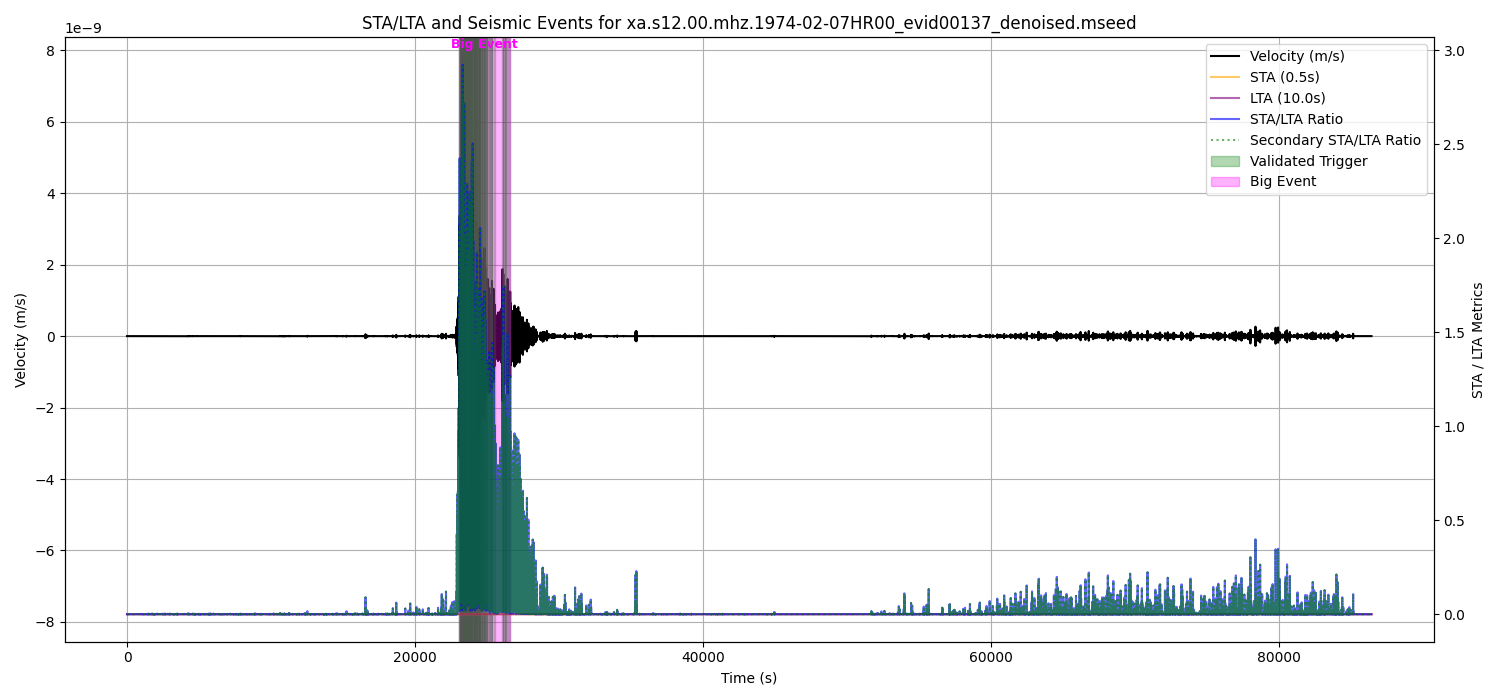 STA/LTA and Seismic Events for xa.s12.00.mhz.1974-02-07HR00_evid00137_denoised.mseed
1e−9
Big Event
Velocity (m/s)
STA (0.5s)
LTA (10.0s)
STA/LTA Ratio
Secondary STA/LTA Ratio
Validated Trigger
Big Event
8
6
4
2
0
−2
−4
−6
−8
Velocity (m/s)
3.0
2.5
2.0
1.5
1.0
0.5
0.0
STA / LTA Metrics
0 20000 40000 60000 80000
Time (s)